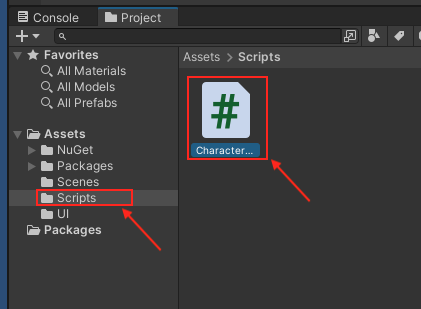 Console
Project
Favorites
All Materials
All Models
All Prefabs
Assets
NuGet
Packages
Scenes
Scripts
UI
Packages
Assets > Scripts
#
Character...